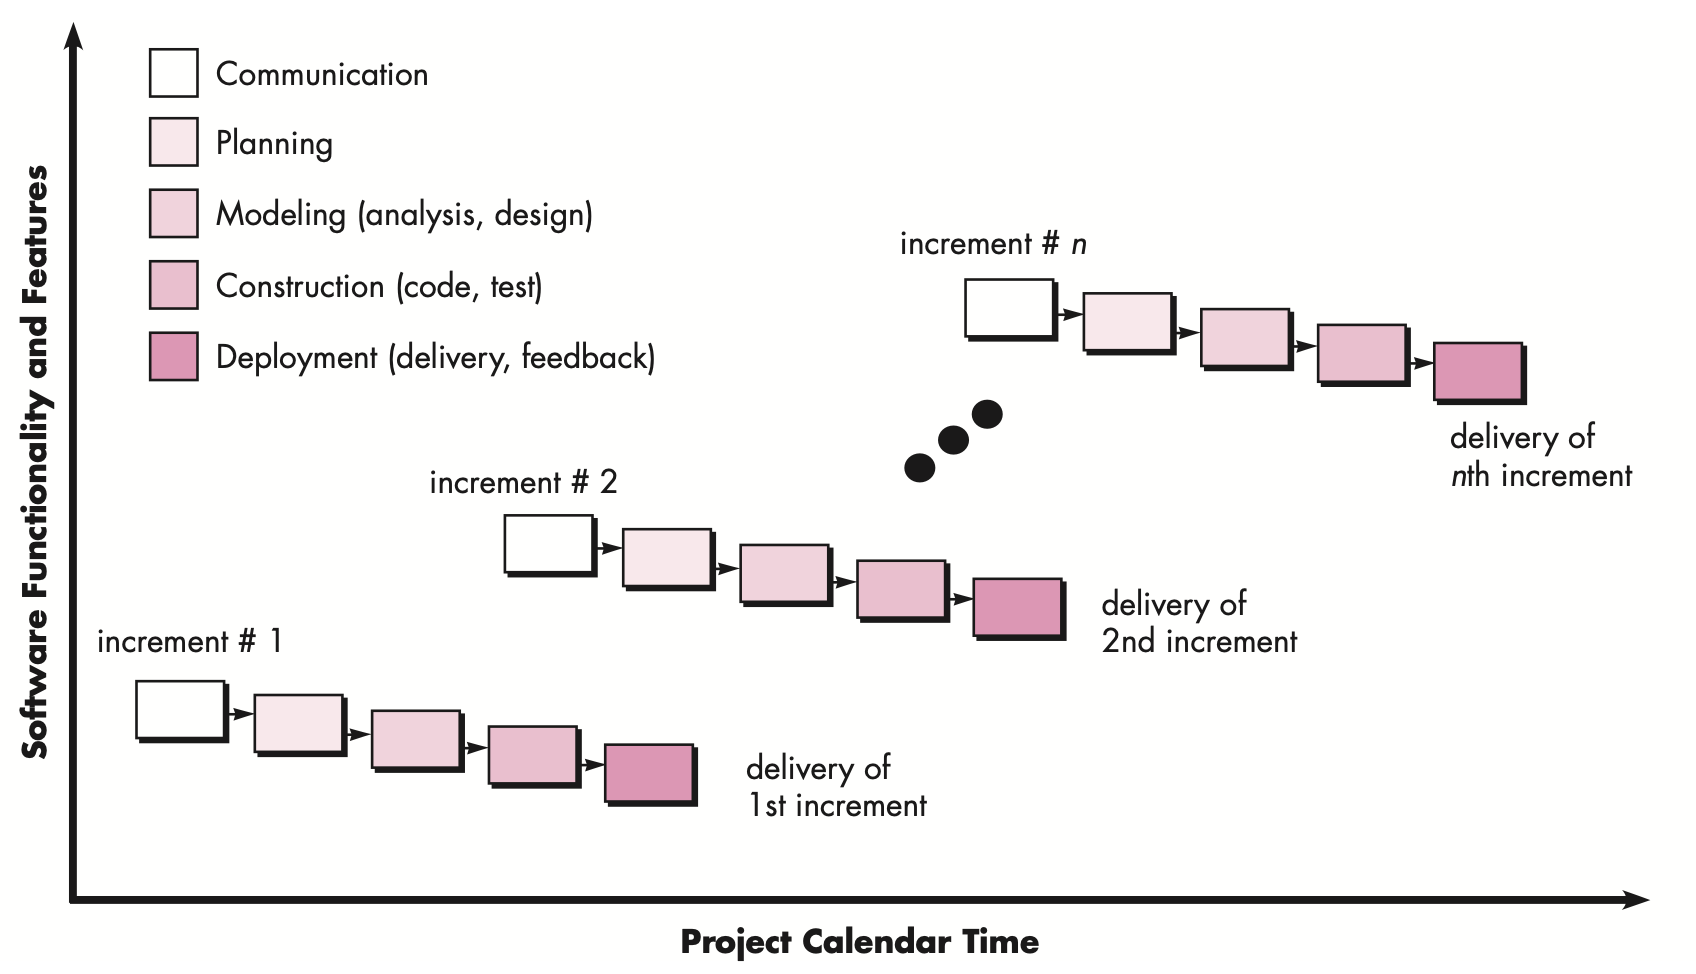 Software Functionality and Features
Communication
Planning
Modeling (analysis, design)
Construction (code, test)
Deployment (delivery, feedback)
increment # n
delivery of
nth increment
increment # 2
delivery of
2nd increment
increment # 1
delivery of
1st increment
Project Calendar Time